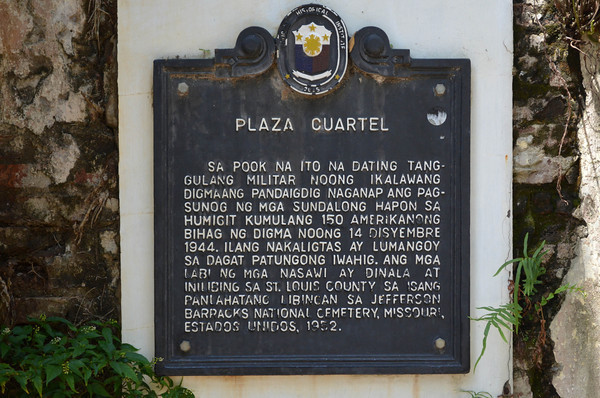 HISTORICAL INSTITUTE
PLAZA CUARTEL
SA POOK NA ITO NA DATING TANG-
GULANG MILITAR NOONG IKALAWANG
DIGMAANG PANDAIGDIG NAGANAP ANG PAG-
SUNOG NG MGA SUNDALONG HAPON SA
HUMIGIT KUMULANG 150 AMERIKANONG
BIHAG NG DIGMA NOONG 14 DISYEMBRE
1944. ILANG NAKALIGTAS AY LUMANGOY
SA DAGAT PATUNGONG IWAHIG. ANG MGA
LABI NG MGA NASAWI AY DINALA AT
INILIBING SA ST. LOUIS COUNTY SA ISANG
PANLAHATANG LIBINGAN SA JEFFERSON
BARRACKS NATIONAL CEMETERY, MISSOURI,
ESTADOS UNIDOS, 1952.